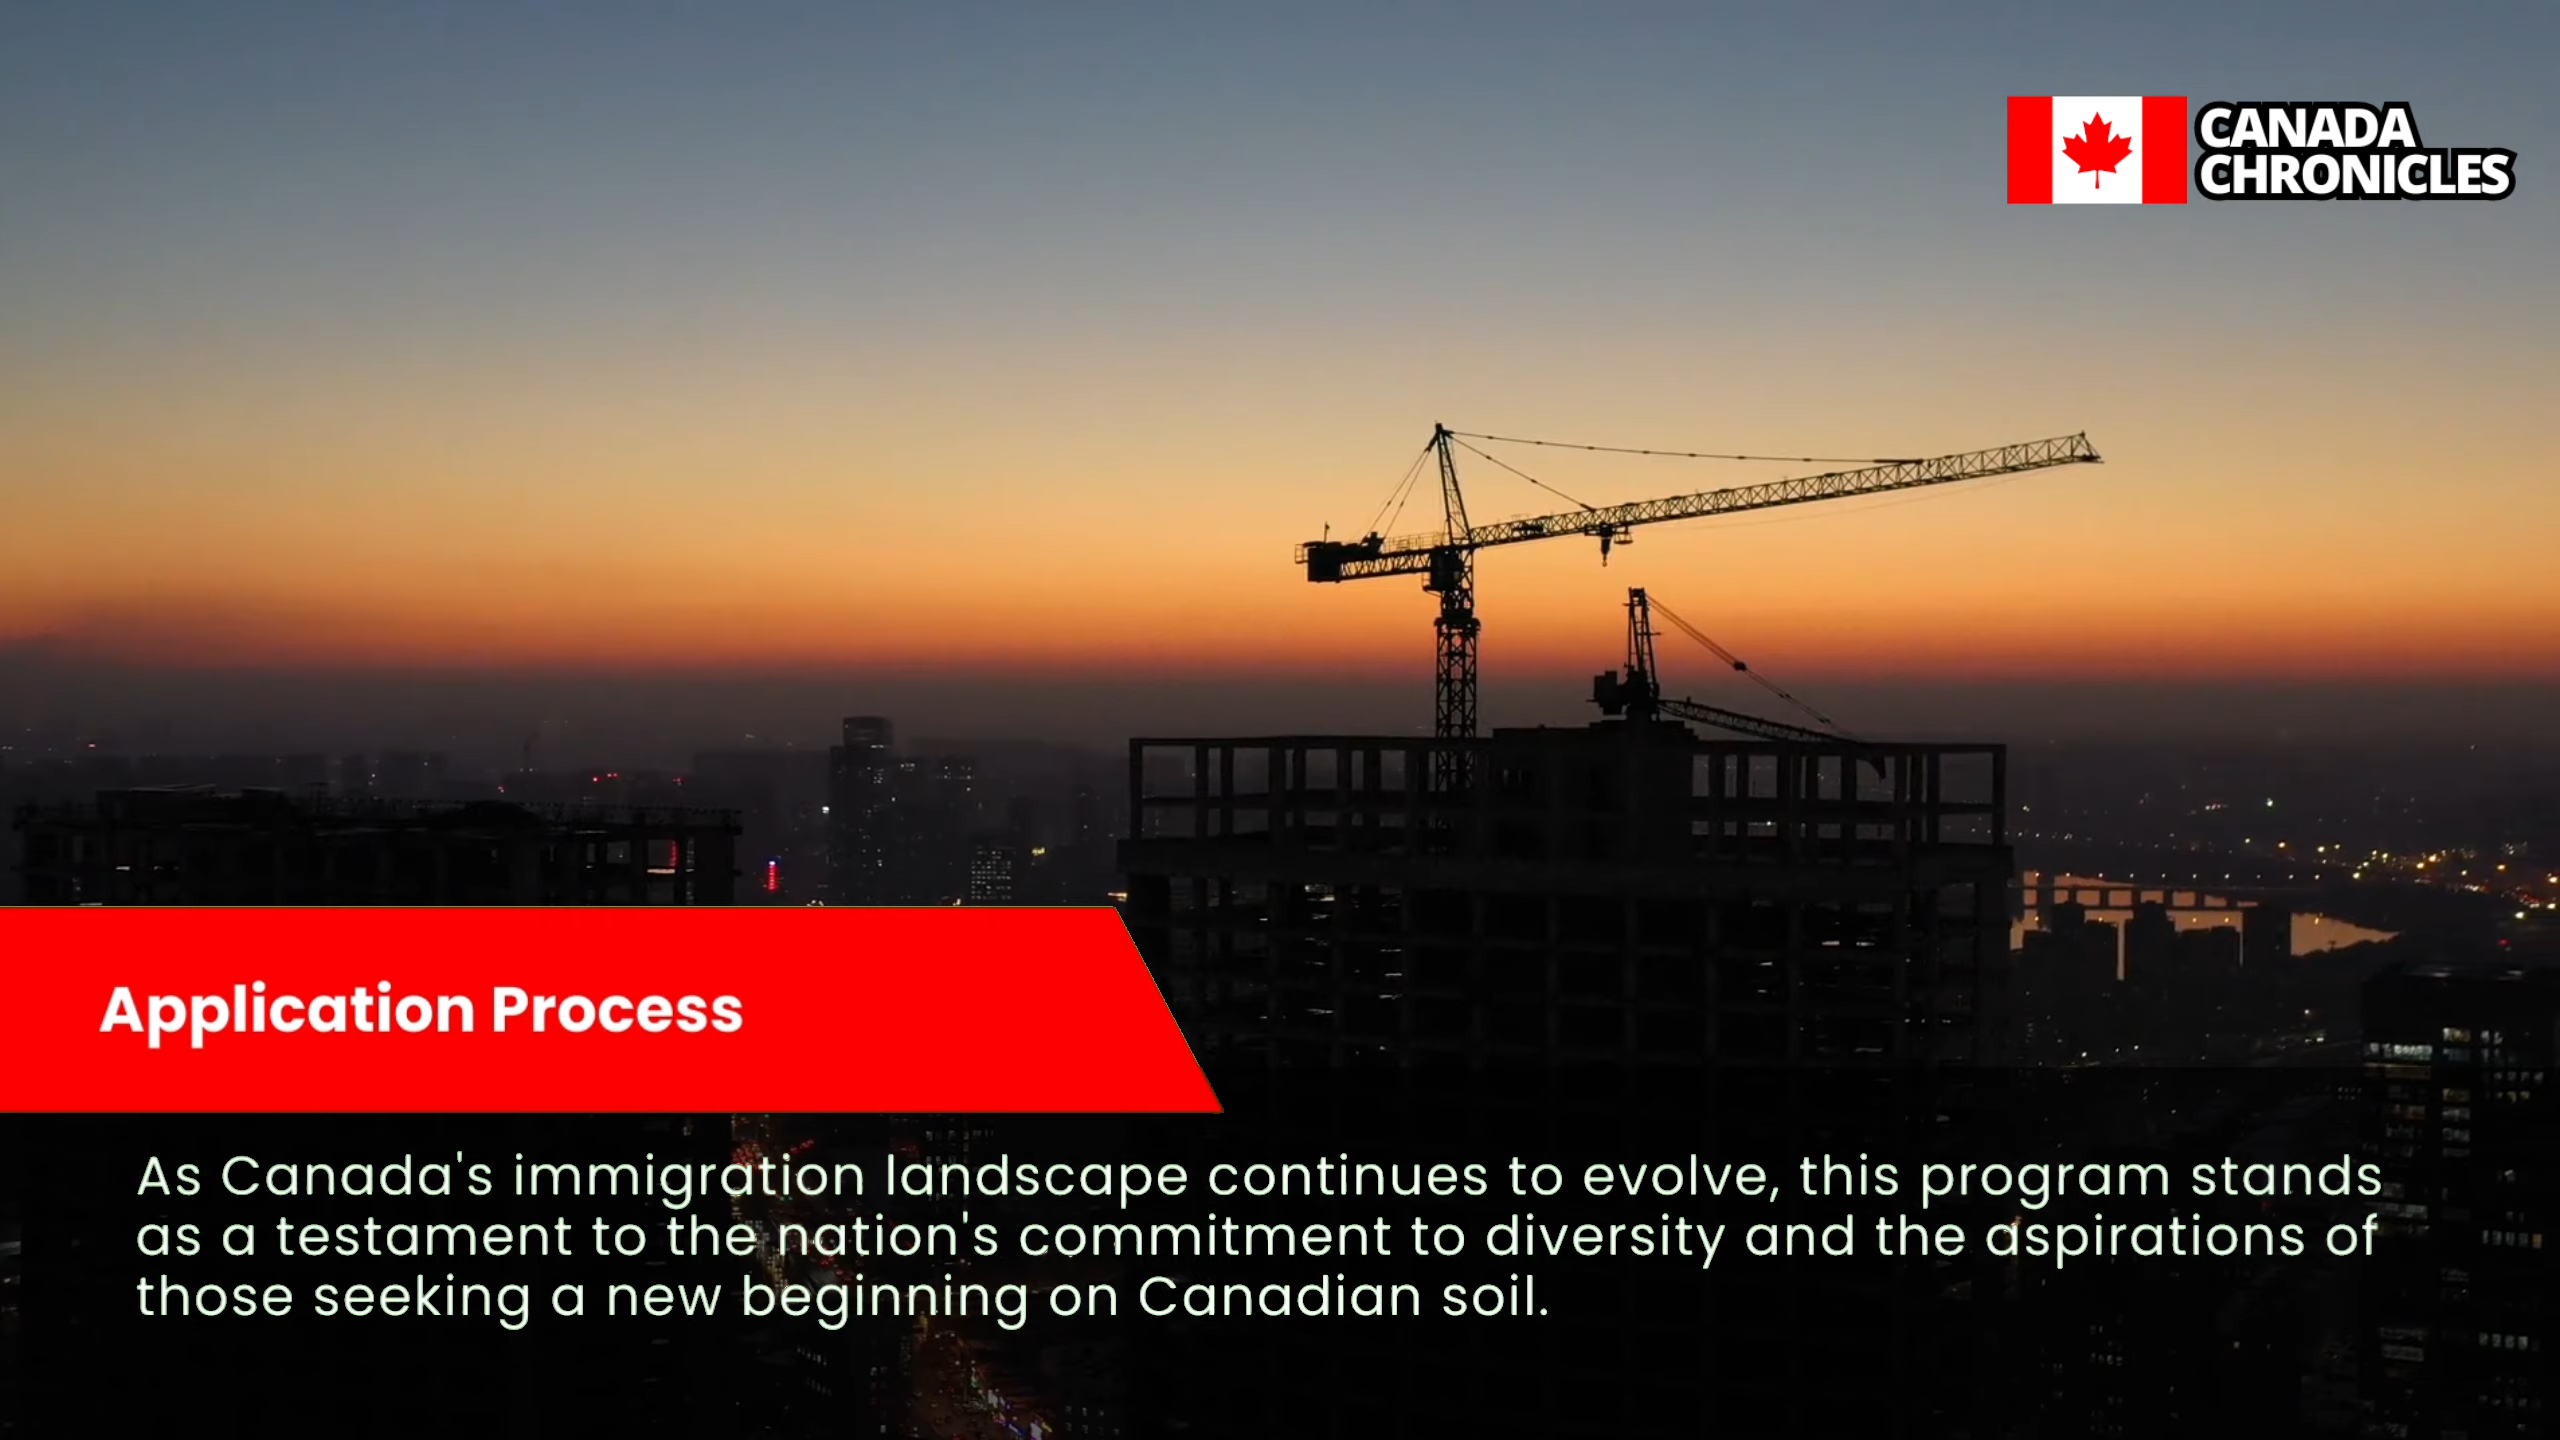 CANADA
CHRONICLES
Application Process
As Canada's immigration landscape continues to evolve, this program stands
as a testament to the nation's commitment to diversity and the aspirations of
those seeking a new beginning on Canadian soil.